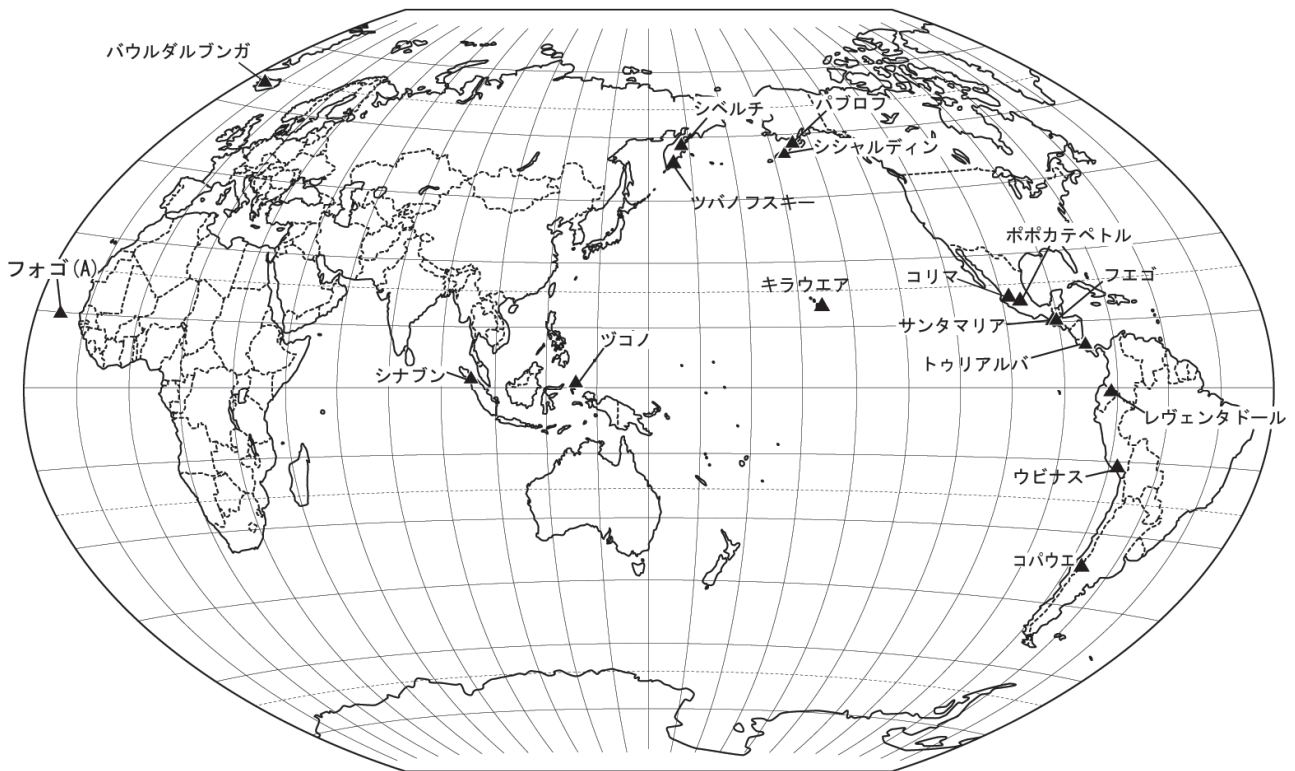 バウルダルブンガ
シベルチ
パブロフ
シシャルディン
ツパノフスキー
ポポカテペトル
フォゴ(A)
コリマ
フエゴ
キラウエア
サンタマリア
ヅコノ
トゥリアルバ
シナブン
レヴェンタドール
ウビナス
コパウエ